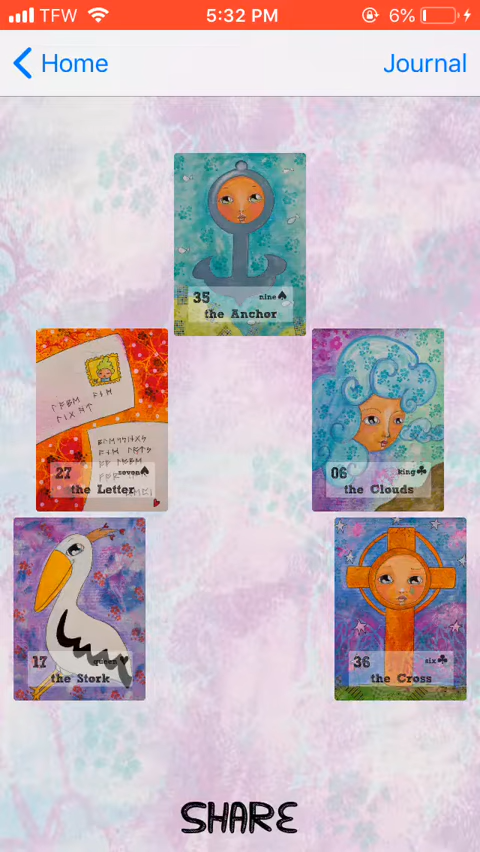 TFW 5:32 PM 6%
Home Journal
35 nine♠
the Anchor
27 seven♠
the Letter
06 king♣
the Clouds
17 queen♥
the Stork
36 six♣
the Cross
SHARE